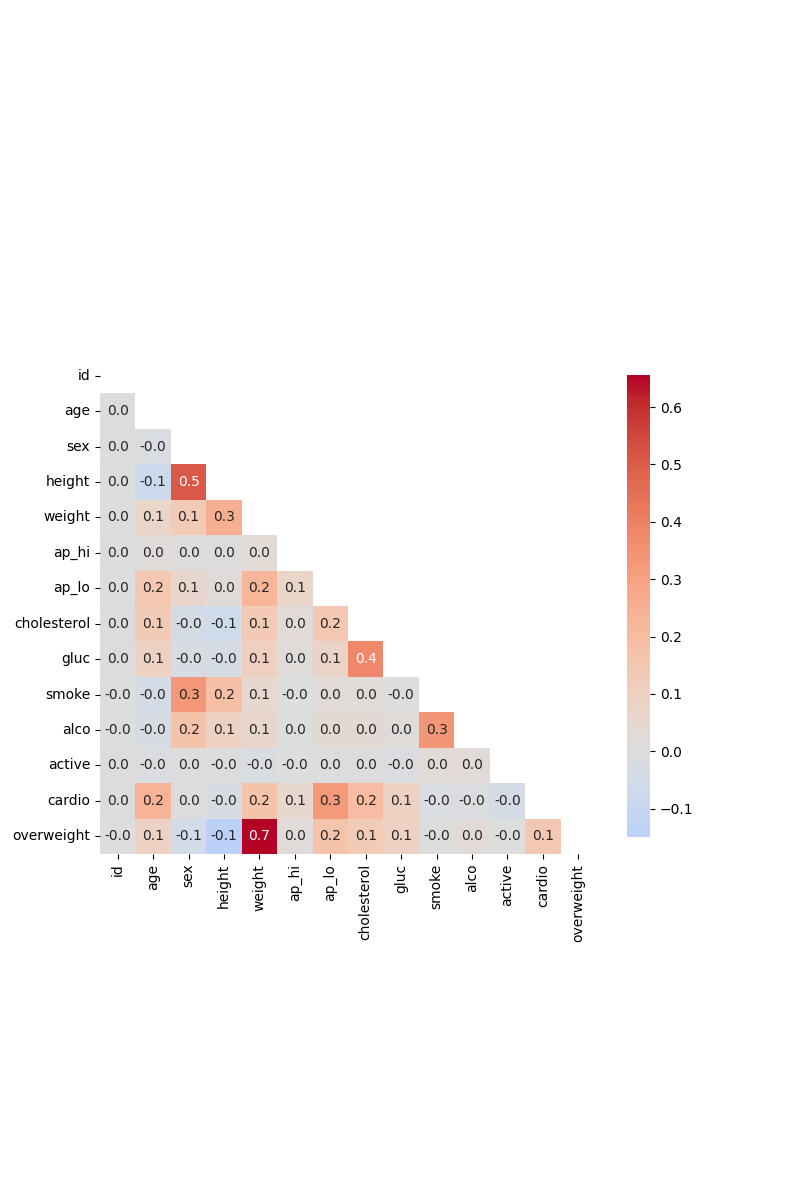 id
age 0.0
sex 0.0 -0.0
height 0.0 -0.1 0.5
weight 0.0 0.1 0.1 0.3
ap_hi 0.0 0.0 0.0 0.0 0.0
ap_lo 0.0 0.2 0.1 0.0 0.2 0.1
cholesterol 0.0 0.1 -0.0 -0.1 0.1 0.0 0.2
gluc 0.0 0.1 -0.0 -0.0 0.1 0.0 0.1 0.4
smoke -0.0 -0.0 0.3 0.2 0.1 -0.0 0.0 0.0 -0.0
alco -0.0 -0.0 0.2 0.1 0.1 0.0 0.0 0.0 0.0 0.3
active 0.0 -0.0 0.0 -0.0 -0.0 -0.0 0.0 0.0 -0.0 0.0 0.0
cardio 0.0 0.2 0.0 -0.0 0.2 0.1 0.3 0.2 0.1 -0.0 -0.0 -0.0
overweight -0.0 0.1 -0.1 -0.1 0.7 0.0 0.2 0.1 0.1 -0.0 0.0 -0.0 0.1
id age sex height weight ap_hi ap_lo cholesterol gluc smoke alco active cardio overweight
0.6
0.5
0.4
0.3
0.2
0.1
0.0
−0.1